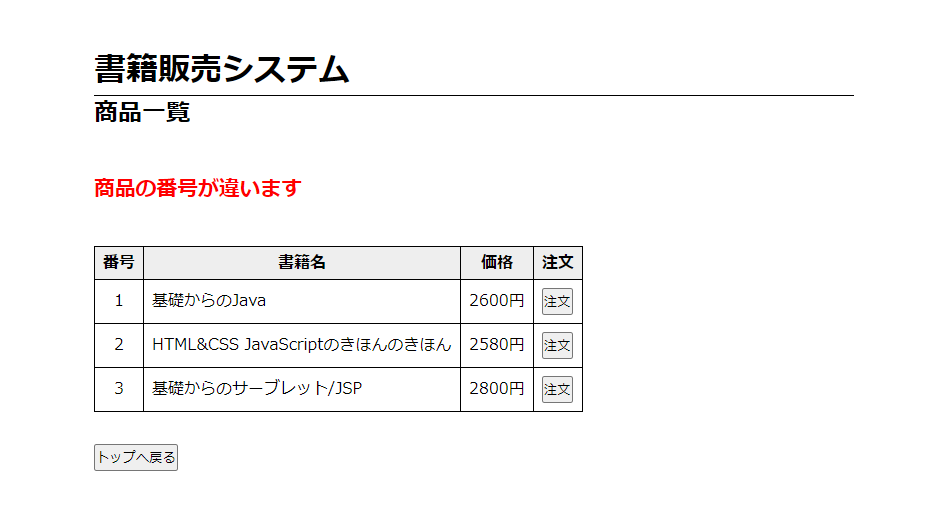 書籍販売システム
商品一覧
商品の番号が違います
番号 書籍名 価格 注文
1 基礎からのJava 2600円 注文
2 HTML&CSS JavaScriptのきほんのきほん 2580円 注文
3 基礎からのサーブレット/JSP 2800円 注文
トップへ戻る